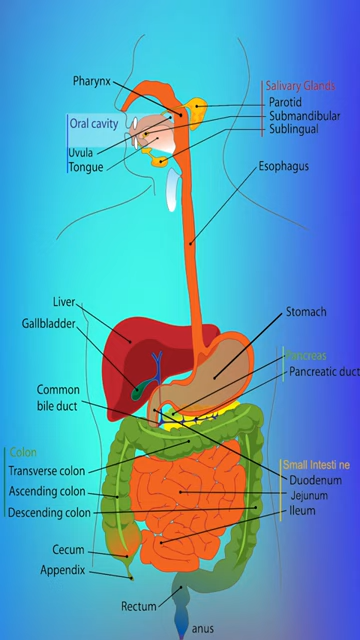 Pharynx
Salivary Glands
Parotid
Submandibular
Sublingual
Oral cavity
Uvula
Tongue
Esophagus
Liver
Gallbladder
Stomach
Pancreas
Pancreatic duct
Common
bile duct
Colon
Transverse colon
Ascending colon
Descending colon
Small Intesti ne
Duodenum
Jejunum
Ileum
Cecum
Appendix
Rectum
anus